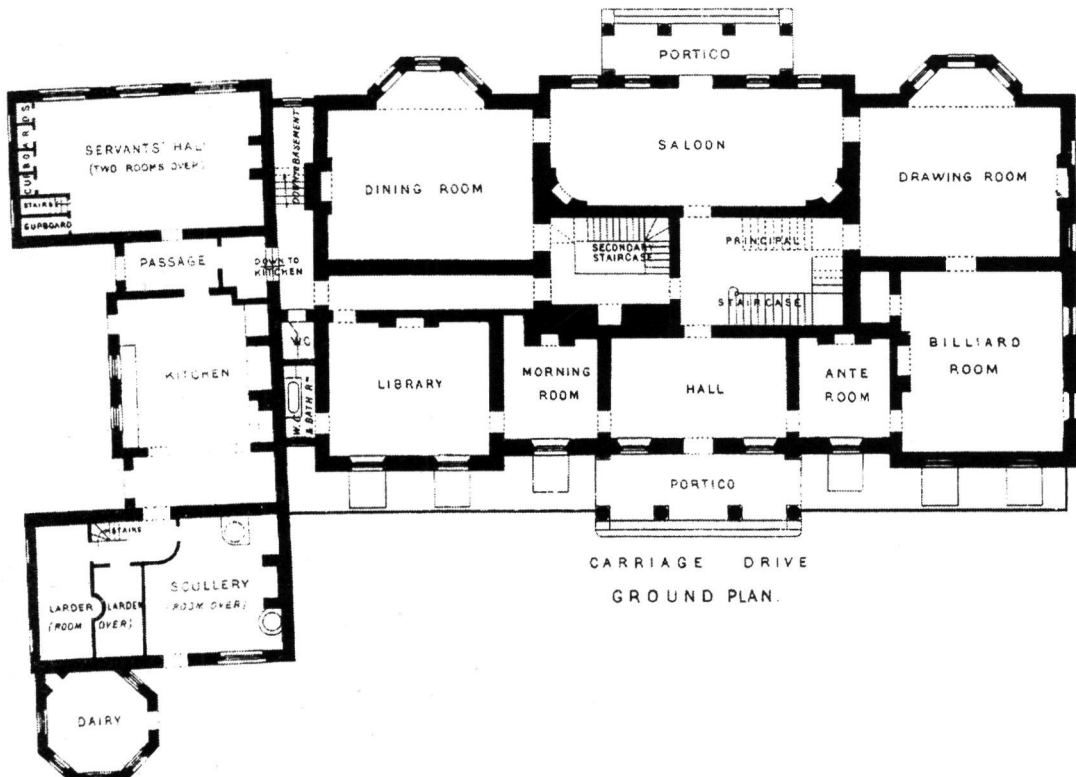 PORTICO
CUPBOARDS
SERVANTS' HALL
(TWO ROOMS OVER)
STAIRS
CUPBOARD
DOWN TO BASEMENT
DINING ROOM
SALOON
DRAWING ROOM
PASSAGE
DOWN TO
KITCHEN
SECONDARY
STAIRCASE
PRINCIPAL
STAIRCASE
KITCHEN
W.C
W.C.
& BATH RM
LIBRARY
MORNING
ROOM
HALL
ANTE
ROOM
BILLIARD
ROOM
PORTICO
STAIRS
LARDER
(ROOM
LARDER
OVER)
SCULLERY
(ROOM OVER)
DAIRY
CARRIAGE DRIVE
GROUND PLAN.